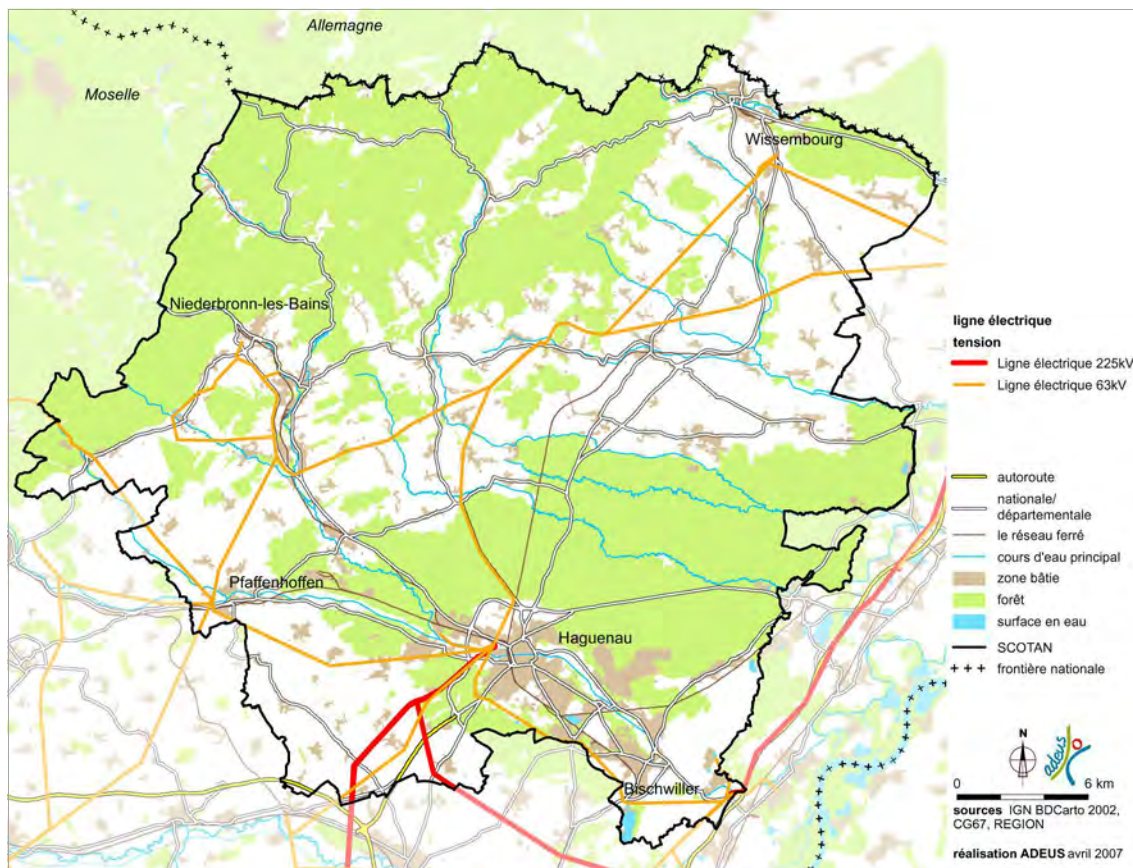 Allemagne
Moselle
Wissembourg
Niederbronn-les-Bains
Pfaffenhoffen
Haguenau
Bischwiller
ligne électrique
tension
Ligne électrique 225kV
Ligne électrique 63kV
autoroute
nationale/
départementale
le réseau ferré
cours d'eau principal
zone bâtie
forêt
surface en eau
SCOTAN
frontière nationale
N
adeus
0 6 km
sources IGN BDCarto 2002,
CG67, REGION
réalisation ADEUS avril 2007